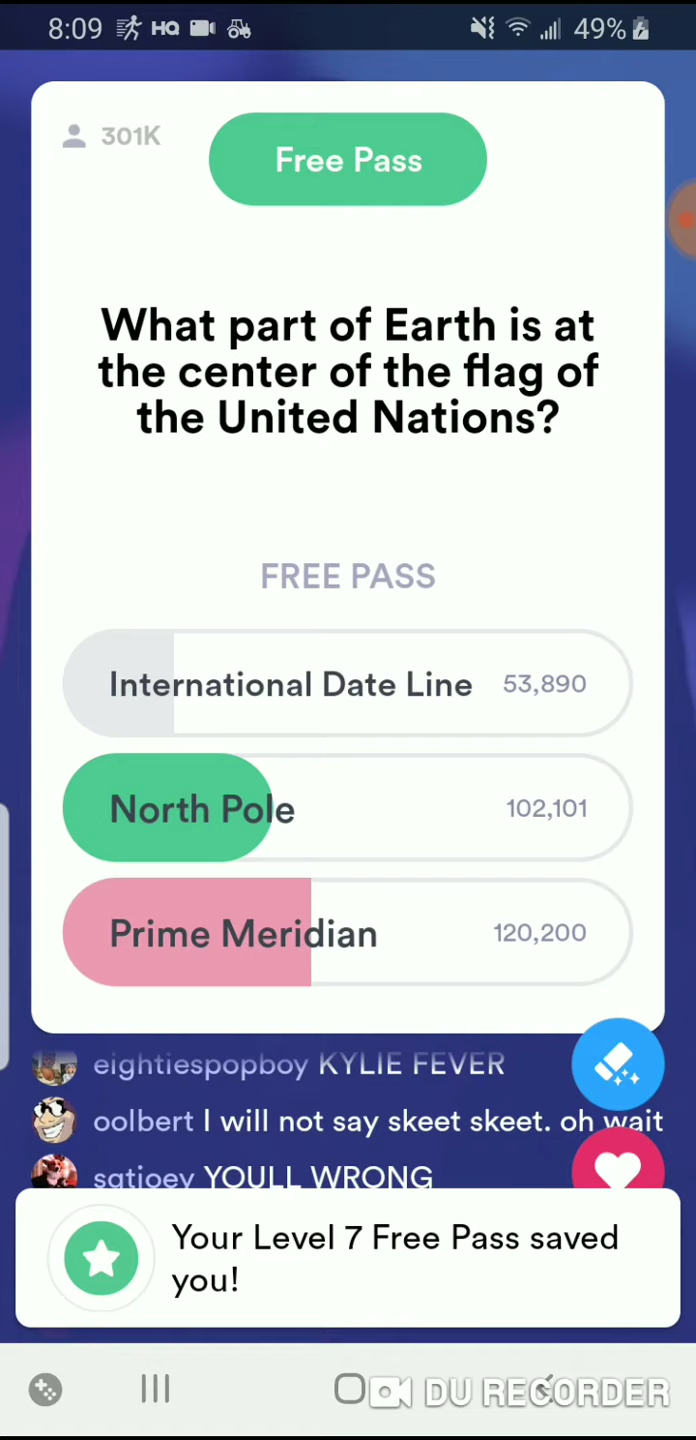 8:09 HQ 49%
301K
Free Pass
What part of Earth is at
the center of the flag of
the United Nations?
FREE PASS
International Date Line 53,890
North Pole 102,101
Prime Meridian 120,200
eightiespopboy KYLIE FEVER
oolbert I will not say skeet skeet. oh wait
sgtjoey YOULL WRONG
Your Level 7 Free Pass saved
you!
DU RECORDER